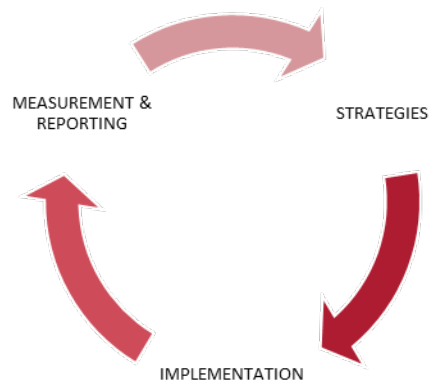 MEASUREMENT &
REPORTING
STRATEGIES
IMPLEMENTATION